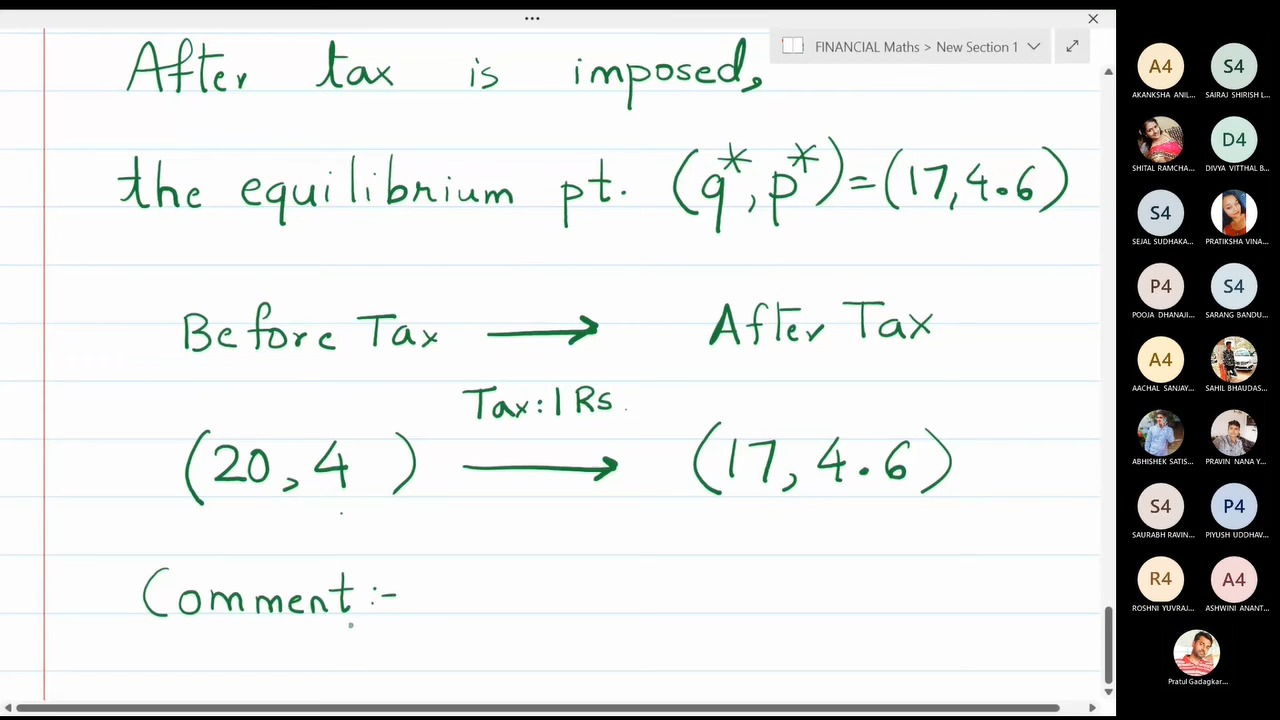 FINANCIAL Maths > New Section 1
After tax is imposed,
the equilibrium pt. (q*, p*) = (17, 4.6)
Before Tax → After Tax
Tax : 1 Rs.
(20, 4 ) → (17, 4.6)
Comment :-
A4
AKANKSHA ANIL...
S4
SAIRAJ SHIRISH L...
SHITAL RAMCHA...
D4
DIVYA VITTHAL B...
S4
SEJAL SUDHAKA...
PRATIKSHA VINA...
P4
POOJA DHANAJI...
S4
SARANG BANDU...
A4
AACHAL SANJAY...
SAHIL BHAUDAS...
ABHISHEK SATIS...
PRAVIN NANA Y...
S4
SAURABH RAVIN...
P4
PIYUSH UDDHAV...
R4
ROSHNI YUVRAJ...
A4
ASHWINI ANANT...
Pratul Gadagkar...